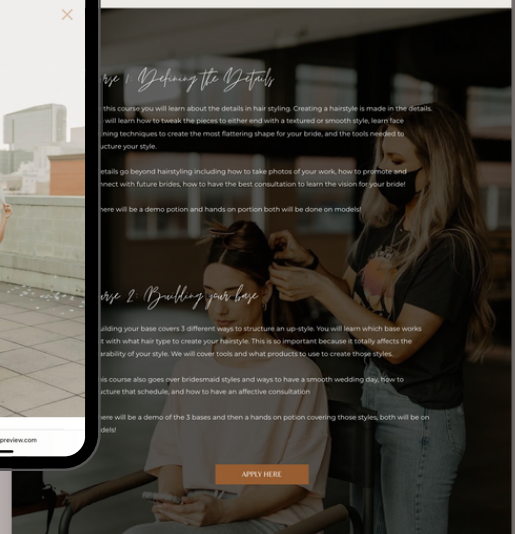 rse 1: Defining the Details
this course you will learn about the details in hair styling. Creating a hairstyle is made in the details.
will learn how to tweak the pieces to either end with a textured or smooth style, learn face
ning techniques to create the most flattering shape for your bride, and the tools needed to
ucture your style.
etails go beyond hairstyling including how to take photos of your work, how to promote and
nnect with future brides, how to have the best consultation to learn the vision for your bride!
here will be a demo potion and hands on portion both will be done on models!
rse 2: Building your base
uilding your base covers 3 different ways to structure an up-style. You will learn which base works
t with what hair type to create your hairstyle. This is so important because it totally affects the
rability of your style. We will cover tools and what products to use to create those styles.
is course also goes over bridesmaid styles and ways to have a smooth wedding day, how to
ucture that schedule, and how to have an affective consultation
ere will be a demo of the 3 bases and then a hands on potion covering those styles, both will be on
dels!
preview.com
APPLY HERE